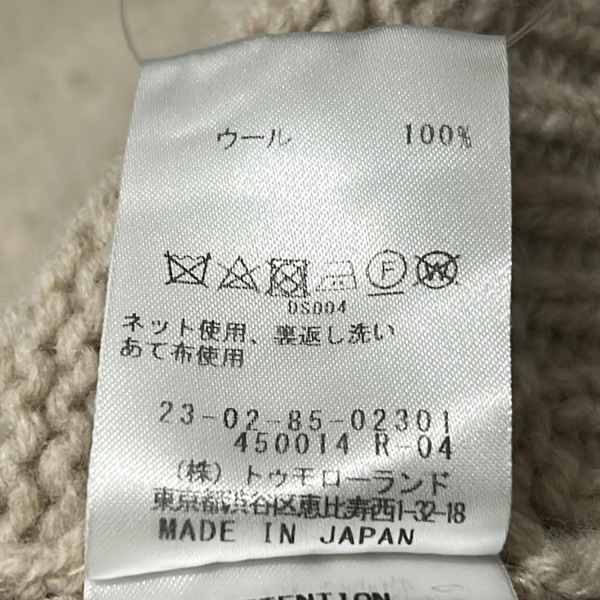 ウール 100%
F W
DS004
ネット使用、裏返し洗い
あて布使用
23-02-85-02301
450014 R-04
(株) トゥモローランド
東京都渋谷区恵比寿西1-32-18
MADE IN JAPAN